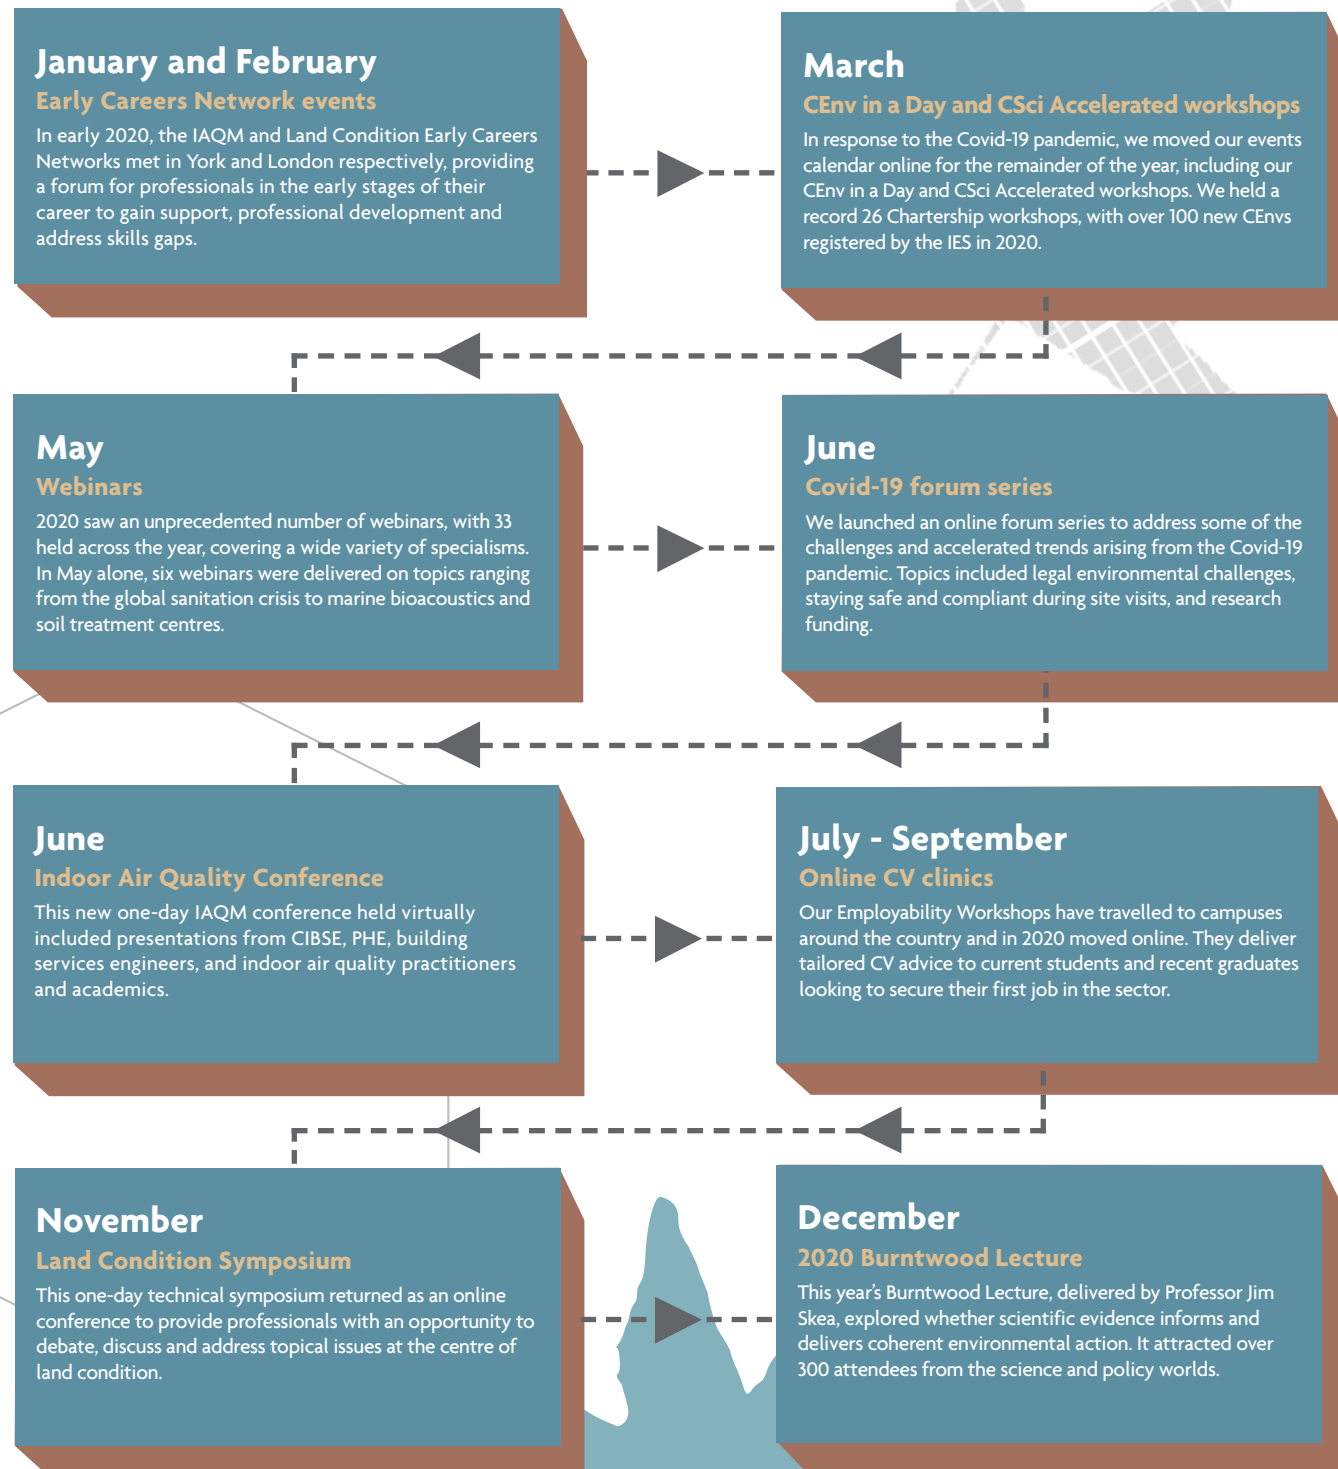 January and February
Early Careers Network events
In early 2020, the IAQM and Land Condition Early Careers
Networks met in York and London respectively, providing
a forum for professionals in the early stages of their
career to gain support, professional development and
address skills gaps.
March
CEnv in a Day and CSci Accelerated workshops
In response to the Covid-19 pandemic, we moved our events
calendar online for the remainder of the year, including our
CEnv in a Day and CSci Accelerated workshops. We held a
record 26 Chartership workshops, with over 100 new CEnvs
registered by the IES in 2020.
May
Webinars
2020 saw an unprecedented number of webinars, with 33
held across the year, covering a wide variety of specialisms.
In May alone, six webinars were delivered on topics ranging
from the global sanitation crisis to marine bioacoustics and
soil treatment centres.
June
Covid-19 forum series
We launched an online forum series to address some of the
challenges and accelerated trends arising from the Covid-19
pandemic. Topics included legal environmental challenges,
staying safe and compliant during site visits, and research
funding.
June
Indoor Air Quality Conference
This new one-day IAQM conference held virtually
included presentations from CIBSE, PHE, building
services engineers, and indoor air quality practitioners
and academics.
July - September
Online CV clinics
Our Employability Workshops have travelled to campuses
around the country and in 2020 moved online. They deliver
tailored CV advice to current students and recent graduates
looking to secure their first job in the sector.
November
Land Condition Symposium
This one-day technical symposium returned as an online
conference to provide professionals with an opportunity to
debate, discuss and address topical issues at the centre of
land condition.
December
2020 Burntwood Lecture
This year's Burntwood Lecture, delivered by Professor Jim
Skea, explored whether scientific evidence informs and
delivers coherent environmental action. It attracted over
300 attendees from the science and policy worlds.